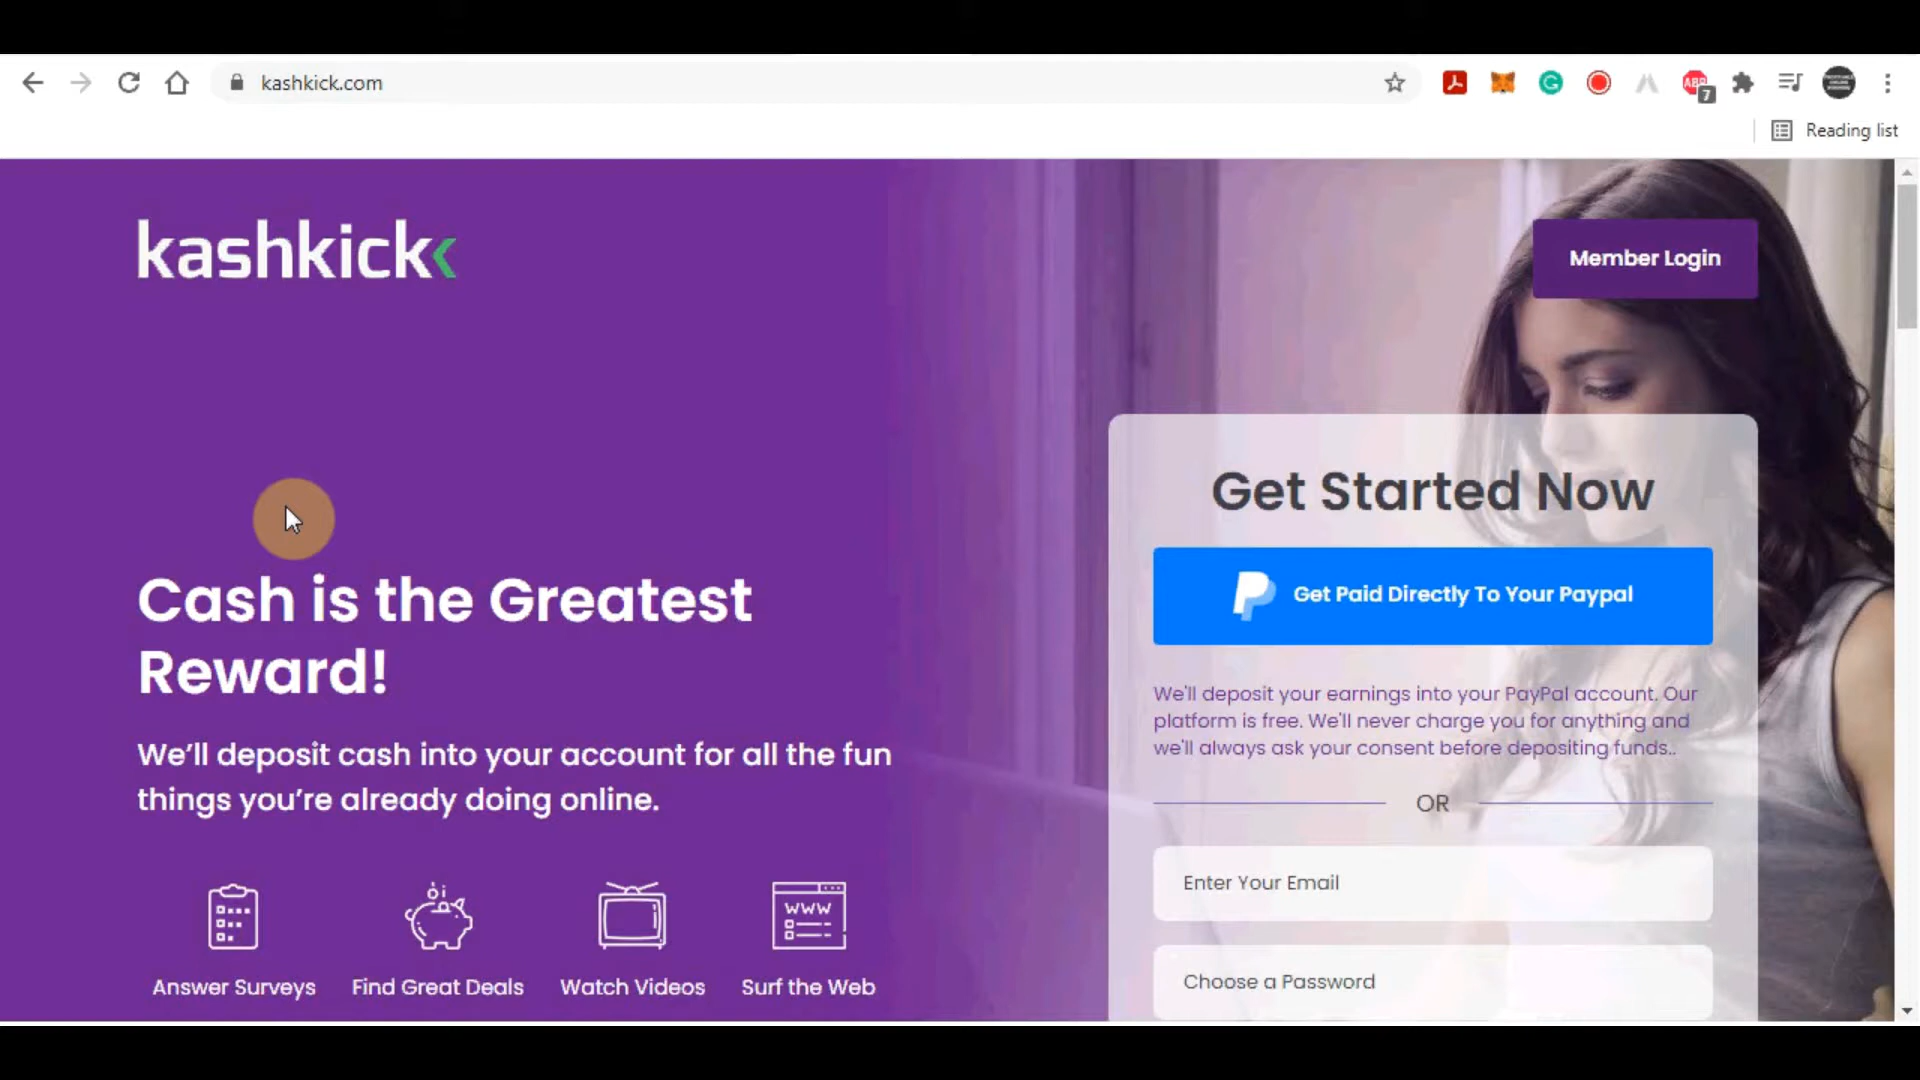 kashkick.com
ABP
7
Reading list
kashkick
Member Login
Get Started Now
Get Paid Directly To Your Paypal
We'll deposit your earnings into your PayPal account. Our
platform is free. We'll never charge you for anything and
we'll always ask your consent before depositing funds..
OR
Enter Your Email
Choose a Password
Cash is the Greatest
Reward!
We’ll deposit cash into your account for all the fun
things you’re already doing online.
WWW
Answer Surveys
Find Great Deals
Watch Videos
Surf the Web